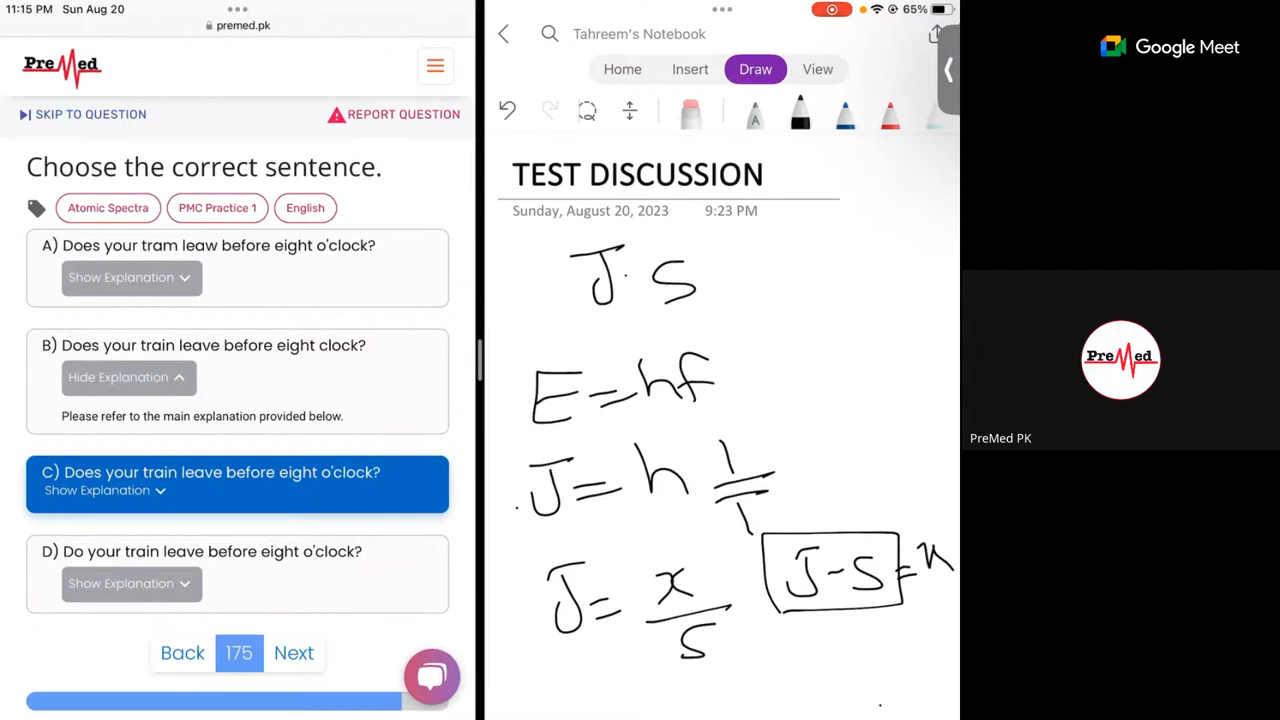 11:15 PM Sun Aug 20
premed.pk
PreMed
SKIP TO QUESTION
REPORT QUESTION
Choose the correct sentence.
Atomic Spectra
PMC Practice 1
English
A) Does your tram leaw before eight o'clock?
Show Explanation
B) Does your train leave before eight clock?
Hide Explanation
Please refer to the main explanation provided below.
C) Does your train leave before eight o'clock?
Show Explanation
D) Do your train leave before eight o'clock?
Show Explanation
Back 175 Next
65%
Tahreem's Notebook
Home Insert Draw View
A
TEST DISCUSSION
Sunday, August 20, 2023 9:23 PM
J. S
E = hf
J = h
J = x/s
J-S = x
Google Meet
PreMed
PreMed PK